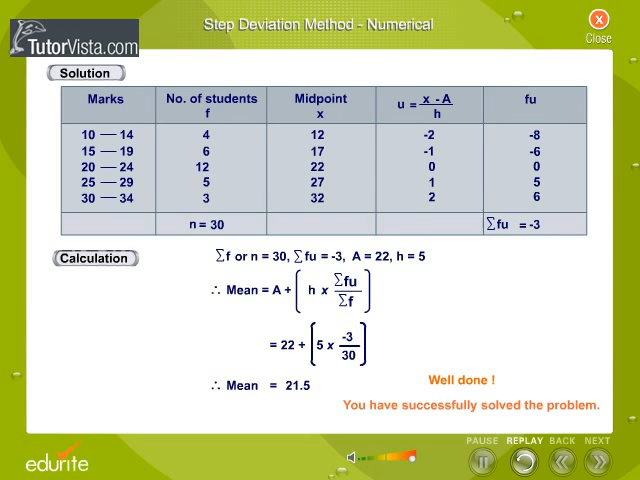 Step Deviation Method - Numerical
x
Close
TutorVista.com
Solution
Marks No. of students f Midpoint x u = x - A / h fu
10 — 14 4 12 -2 -8
15 — 19 6 17 -1 -6
20 — 24 12 22 0 0
25 — 29 5 27 1 5
30 — 34 3 32 2 6
n = 30 ∑fu = -3
Calculation
∑f or n = 30, ∑fu = -3, A = 22, h = 5
∴ Mean = A + ( h x ∑fu / ∑f )
= 22 + [ 5 x -3 / 30 ]
∴ Mean = 21.5
Well done !
You have successfully solved the problem.
edurite
PAUSE REPLAY BACK NEXT